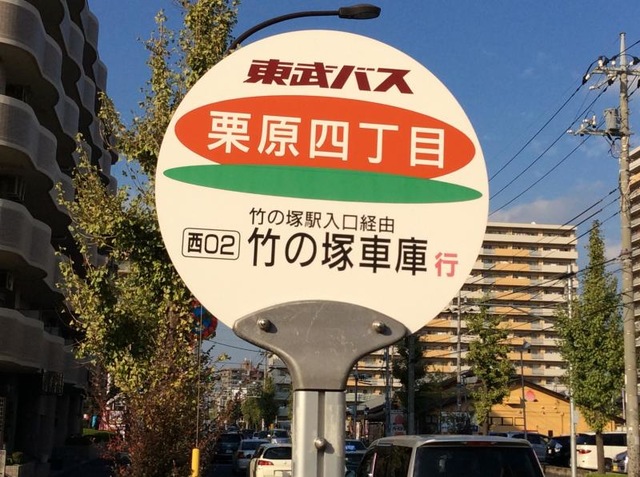 東武バス
栗原四丁目
竹の塚駅入口経由
西02 竹の塚車庫行